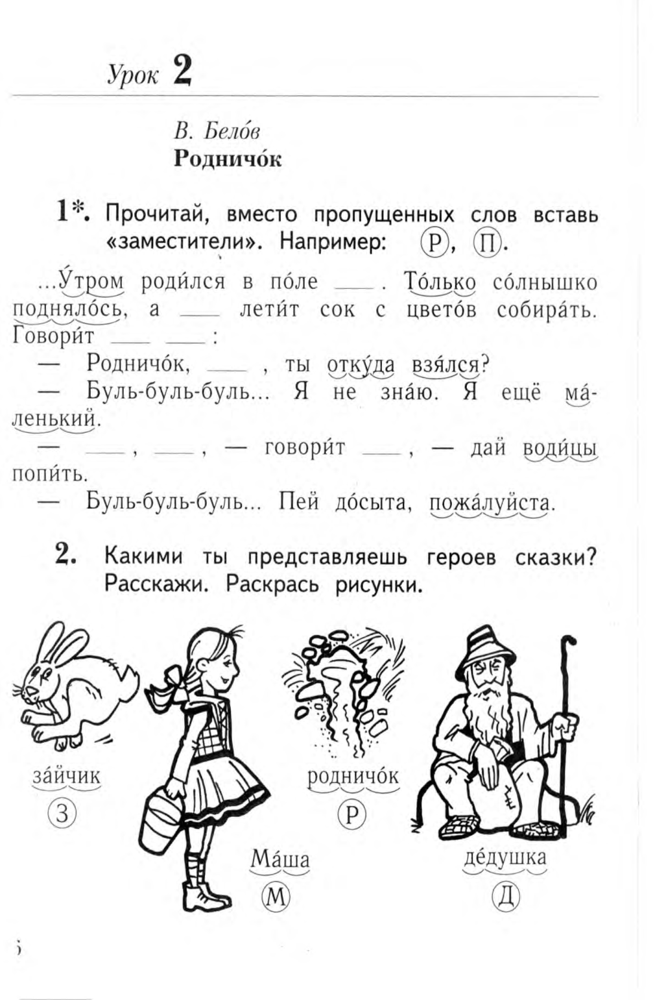 Урок 2
В. Бело́в
Родничо́к
1*. Прочитай, вместо пропущенных слов вставь
«заместители». Например: Р, П.
...У́тром роди́лся в по́ле ___ . То́лько со́лнышко
поднялóсь, а ___ лети́т сок с цвето́в собира́ть.
Говори́т ___ ___ :
— Родничо́к, ___ , ты отку́да взя́лся?
— Буль-буль-буль... Я не зна́ю. Я ещё ма́-
ленький.
— ___ , ___ , — говори́т ___ , — дай води́цы
попи́ть.
— Буль-буль-буль... Пей до́сыта, пожа́луйста.
2. Какими ты представляешь героев сказки?
Расскажи. Раскрась рисунки.
за́йчик
З
родничо́к
Р
Ма́ша
М
де́душка
Д